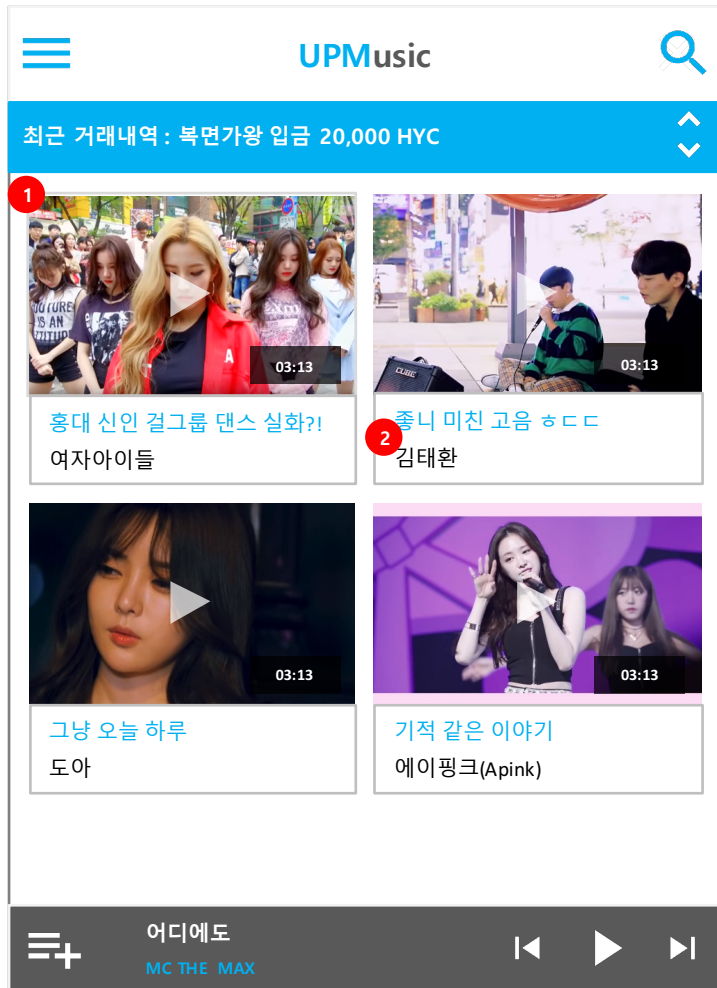 UPMusic
최근 거래내역 : 복면가왕 입금 20,000 HYC
1
A
03:13
CUBE
03:13
홍대 신인 걸그룹 댄스 실화?!
여자아이들
2
좋니 미친 고음 ㅎㄷㄷ
김태환
03:13
03:13
그냥 오늘 하루
도아
기적 같은 이야기
에이핑크(Apink)
어디에도
MC THE MAX